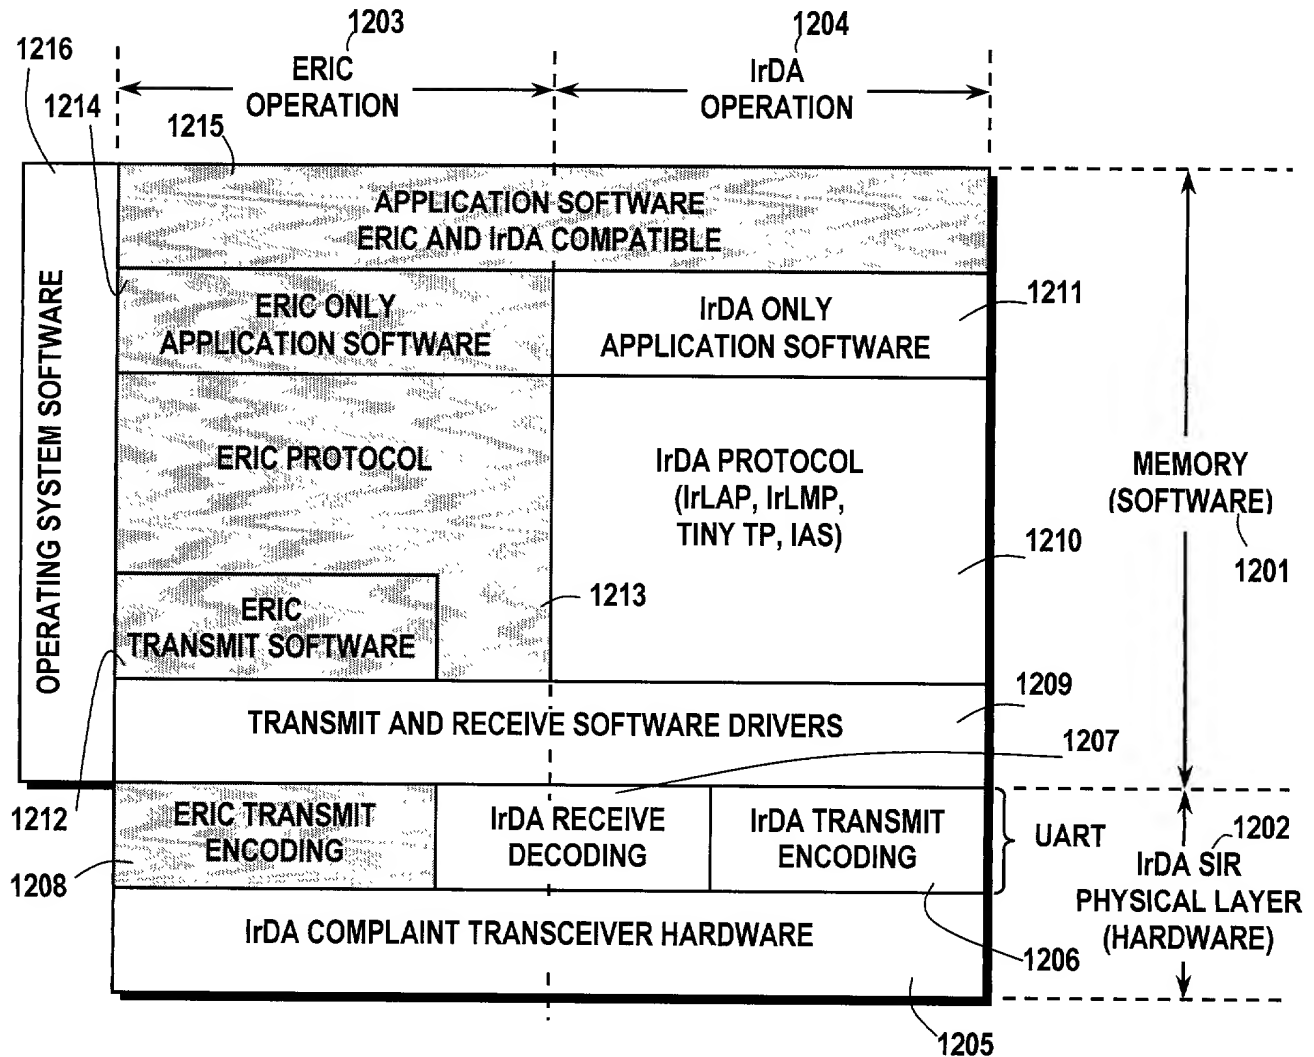 1203
1204
1216
ERIC
OPERATION
IrDA
OPERATION
1214
1215
APPLICATION SOFTWARE
ERIC AND IrDA COMPATIBLE
OPERATING SYSTEM SOFTWARE
ERIC ONLY
APPLICATION SOFTWARE
IrDA ONLY
APPLICATION SOFTWARE
1211
ERIC PROTOCOL
IrDA PROTOCOL
(IrLAP, IrLMP,
TINY TP, IAS)
MEMORY
(SOFTWARE)
1210
1201
1213
ERIC
TRANSMIT SOFTWARE
1209
TRANSMIT AND RECEIVE SOFTWARE DRIVERS
1207
1212
ERIC TRANSMIT
ENCODING
IrDA RECEIVE
DECODING
IrDA TRANSMIT
ENCODING
UART
1202
IrDA SIR
PHYSICAL LAYER
(HARDWARE)
1208
IrDA COMPLAINT TRANSCEIVER HARDWARE
1206
1205